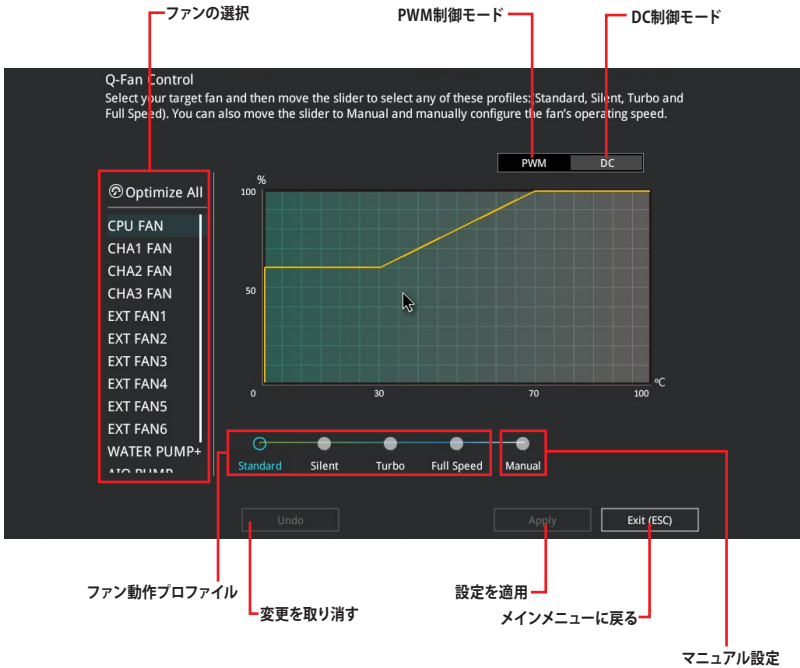 ファンの選択
PWM制御モード
DC制御モード
Q-Fan Control
Select your target fan and then move the slider to select any of these profiles:(Standard, Silent, Turbo and
Full Speed). You can also move the slider to Manual and manually configure the fan's operating speed.
PWM
DC
Optimize All
CPU FAN
CHA1 FAN
CHA2 FAN
CHA3 FAN
EXT FAN1
EXT FAN2
EXT FAN3
EXT FAN4
EXT FAN5
EXT FAN6
WATER PUMP+
AIO PUMP
%
100
50
0
30
70
100
ºC
Standard
Silent
Turbo
Full Speed
Manual
Undo
Apply
Exit (ESC)
ファン動作プロファイル
変更を取り消す
設定を適用
メインメニューに戻る
マニュアル設定